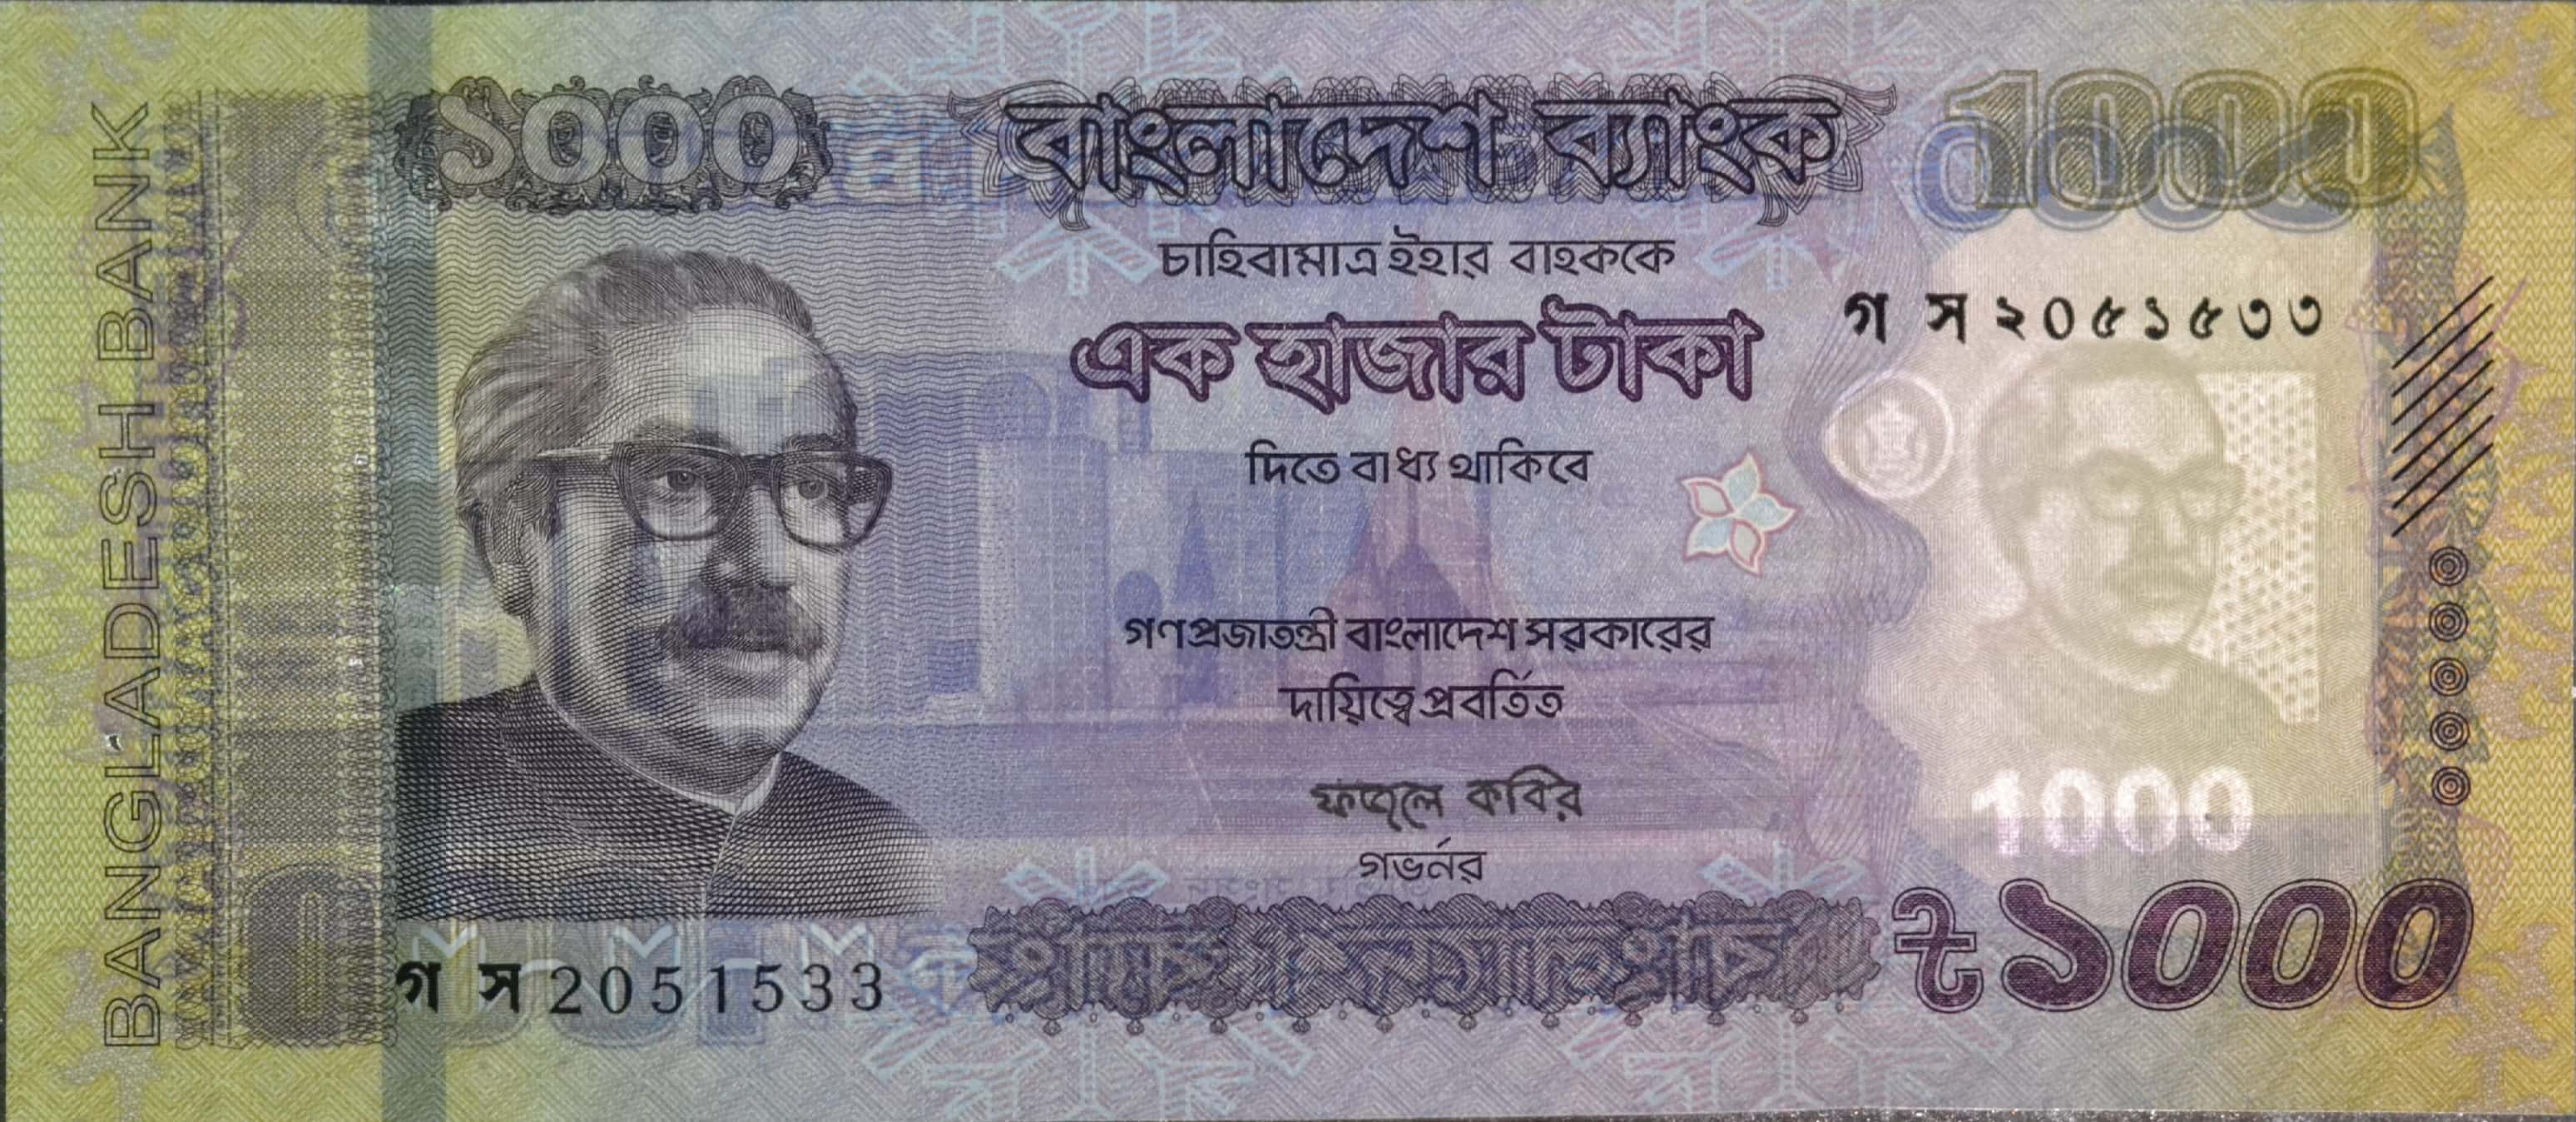 BANGLADESH BANK
১০০০
বাংলাদেশ ব্যাংক
1000
চাহিবামাত্র ইহার বাহককে
গ স ২০৫১৫৩৩
এক হাজার টাকা
দিতে বাধ্য থাকিবে
গণপ্রজাতন্ত্রী বাংলাদেশ সরকারের
দায়িত্বে প্রবর্তিত
ফজলে কবির
গভর্নর
1000
৳১০০০
গ স 2051533